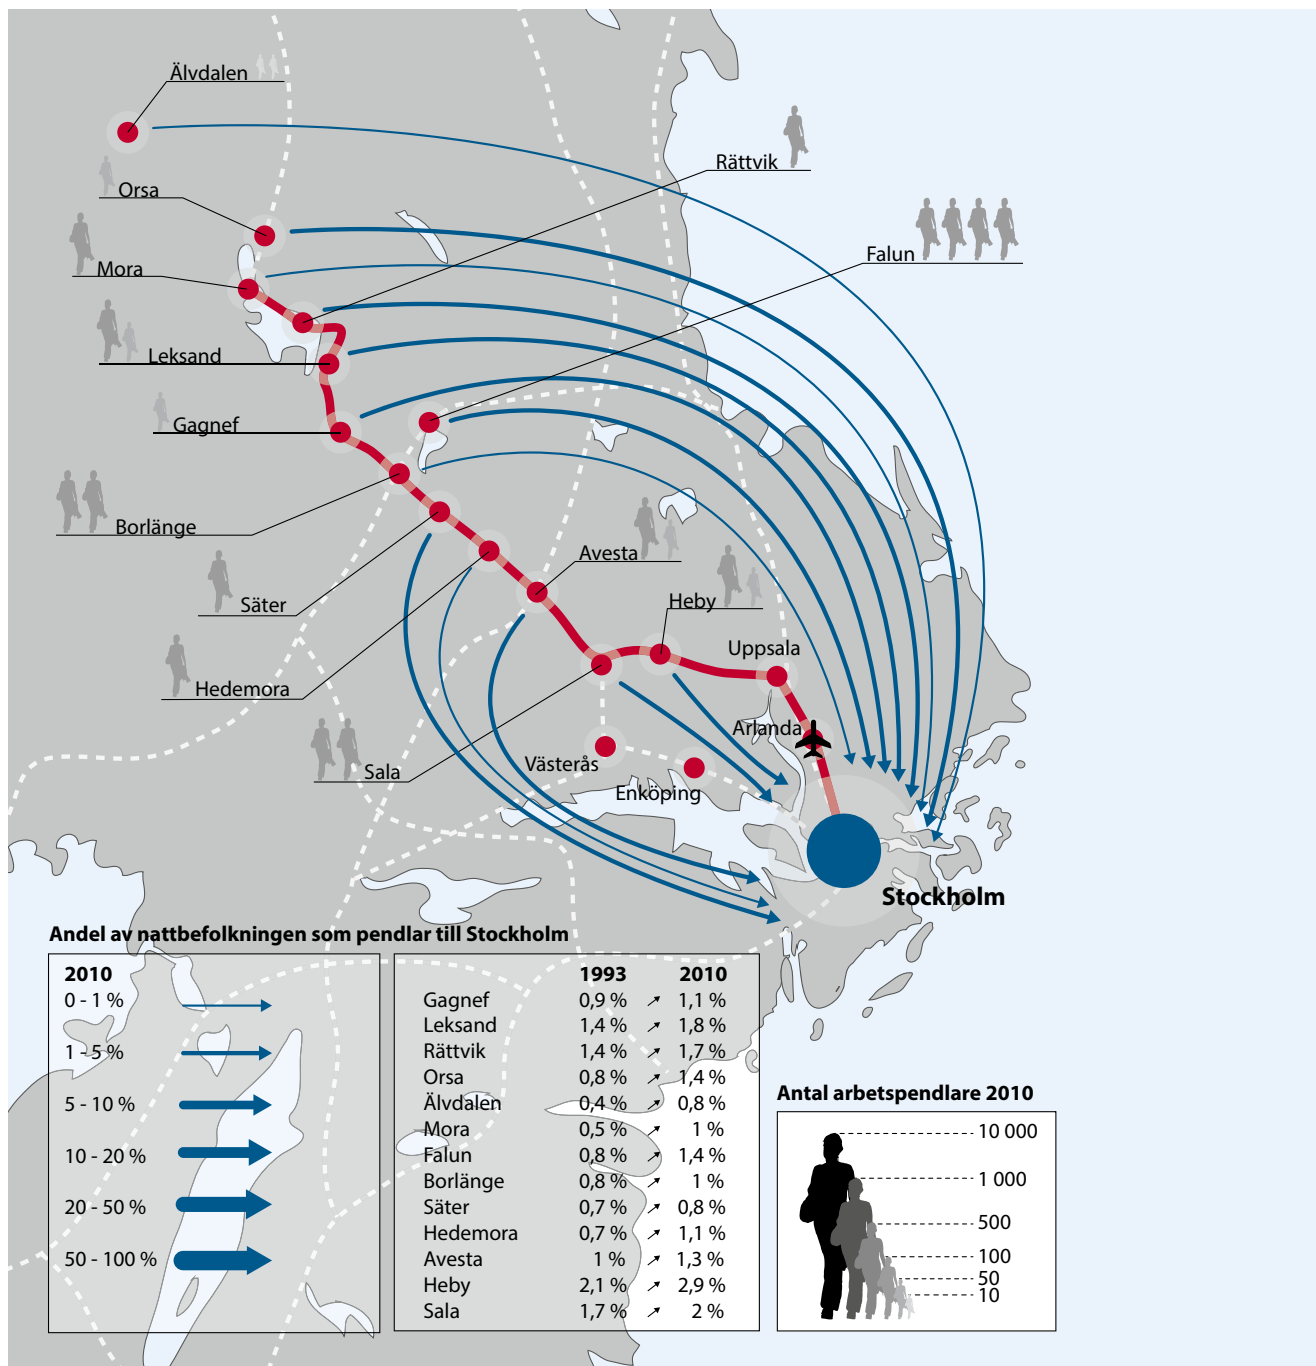 Älvdalen
Rättvik
Orsa
Falun
Mora
Leksand
Gagnef
Borlänge
Avesta
Säter
Heby
Uppsala
Hedemora
Arlanda
Sala
Västerås
Enköping
Stockholm
Andel av nattbefolkningen som pendlar till Stockholm
2010
0 - 1 %
1 - 5 %
5 - 10 %
10 - 20 %
20 - 50 %
50 - 100 %
1993 2010
Gagnef 0,9 % 1,1 %
Leksand 1,4 % 1,8 %
Rättvik 1,4 % 1,7 %
Orsa 0,8 % 1,4 %
Älvdalen 0,4 % 0,8 %
Mora 0,5 % 1 %
Falun 0,8 % 1,4 %
Borlänge 0,8 % 1 %
Säter 0,7 % 0,8 %
Hedemora 0,7 % 1,1 %
Avesta 1 % 1,3 %
Heby 2,1 % 2,9 %
Sala 1,7 % 2 %
Antal arbetspendlare 2010
10 000
1 000
500
100
50
10